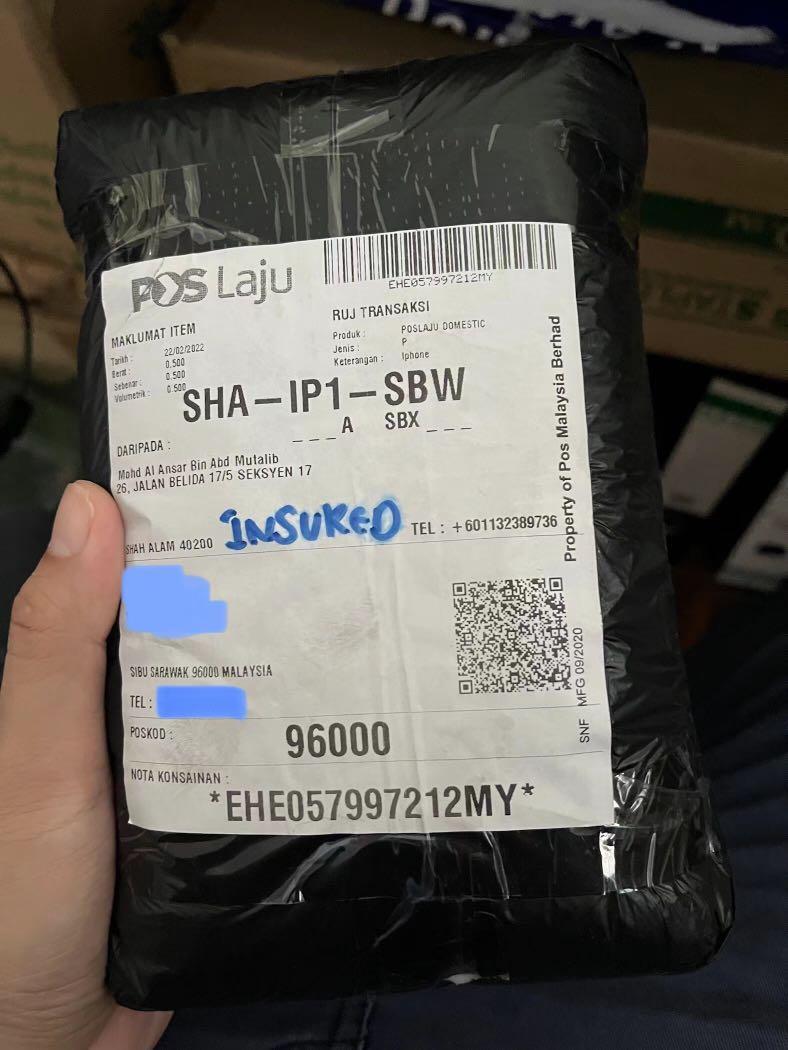 POS Laju
EHE057997212MY
MAKLUMAT ITEM
Tarikh : 22/02/2022
Berat : 0.500
Sebenar : 0.500
Volumetrik : 0.500
RUJ TRANSAKSI
Produk : POSLAJU DOMESTIC
Jenis : P
Keterangan : Iphone
SHA-IP1-SBW
_ _ _ A SBX _ _ _
DARIPADA :
Mohd Al Ansar Bin Abd Mutalib
26, JALAN BELIDA 17/5 SEKSYEN 17
INSURED
SHAH ALAM 40200 TEL : +601132389736
SIBU SARAWAK 96000 MALAYSIA
TEL :
POSKOD : 96000
NOTA KONSAINAN :
*EHE057997212MY*
Property of Pos Malaysia Berhad
SNF MFG 09/2020